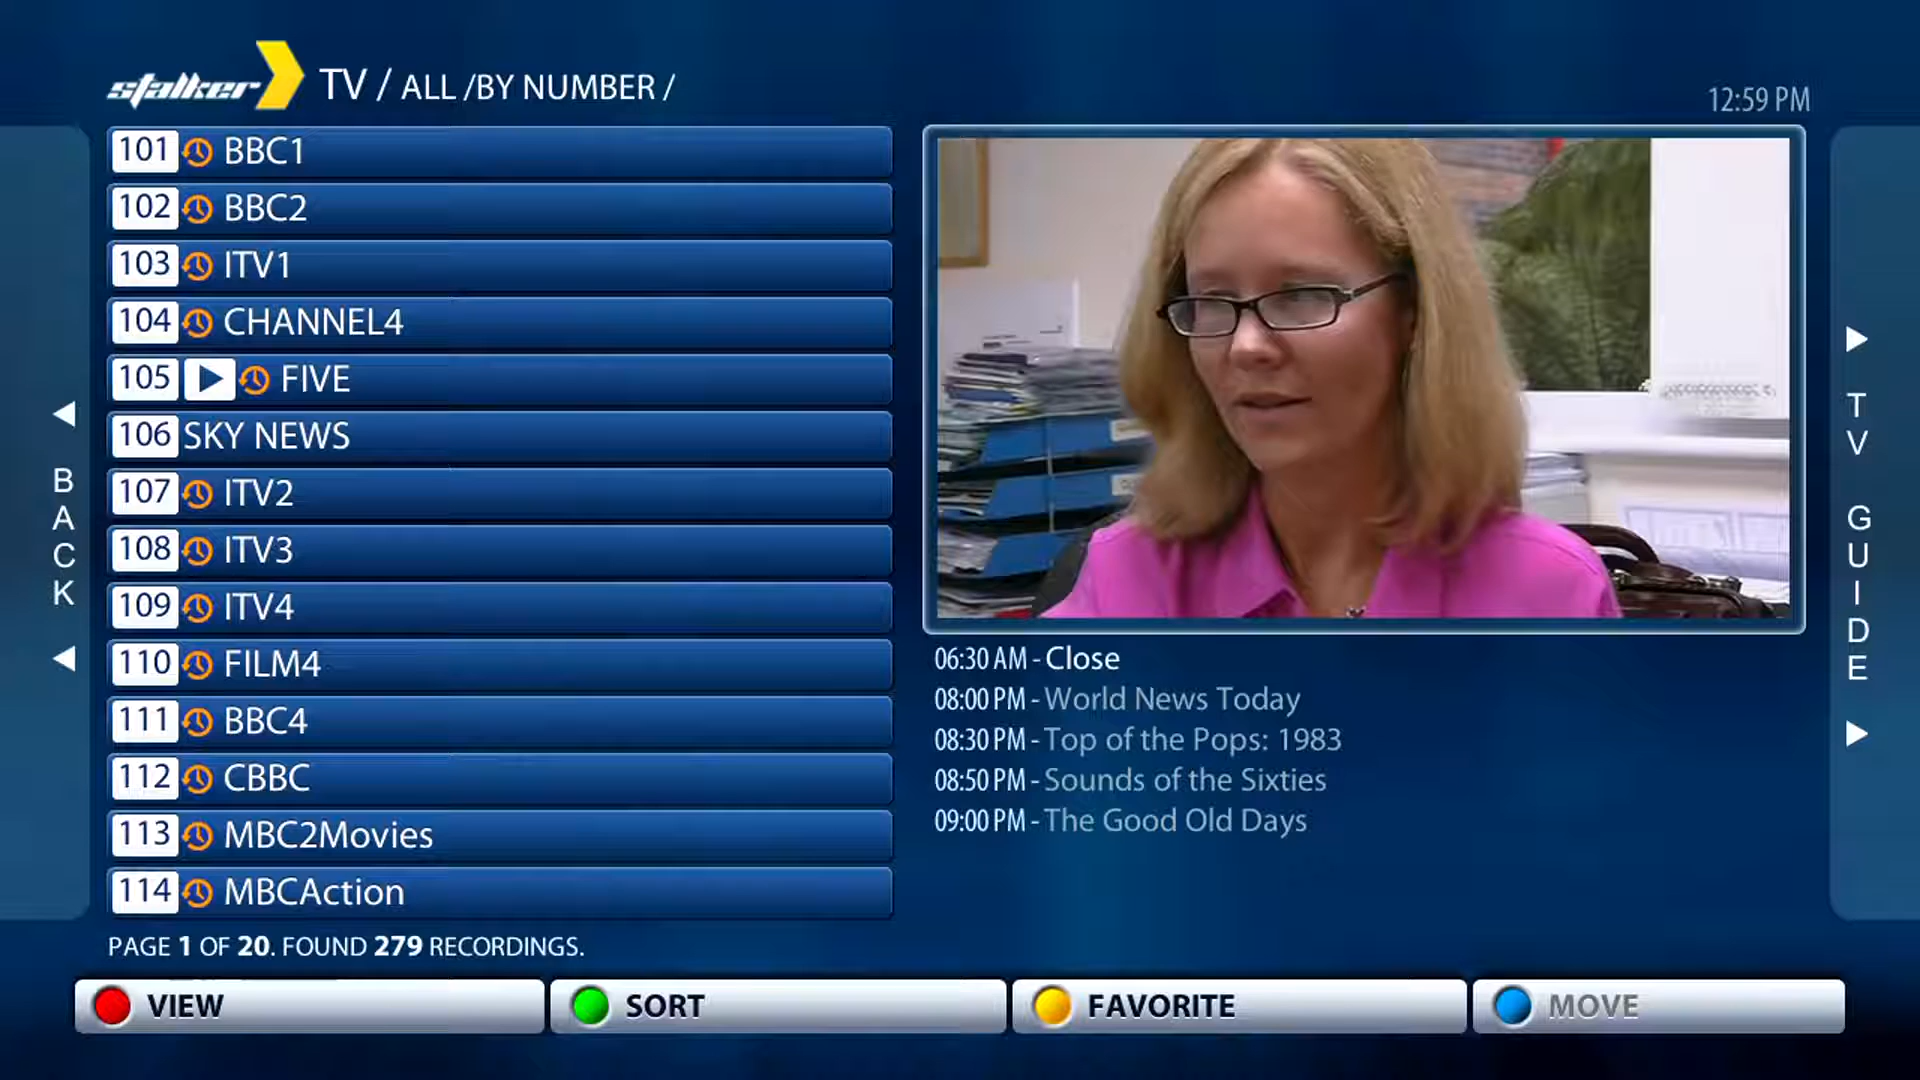 stalker TV / ALL /BY NUMBER /
12:59 PM
101 BBC1
102 BBC2
103 ITV1
104 CHANNEL4
105 FIVE
106 SKY NEWS
107 ITV2
108 ITV3
109 ITV4
110 FILM4
111 BBC4
112 CBBC
113 MBC2Movies
114 MBCAction
PAGE 1 OF 20. FOUND 279 RECORDINGS.
BACK
06:30 AM - Close
08:00 PM - World News Today
08:30 PM - Top of the Pops: 1983
08:50 PM - Sounds of the Sixties
09:00 PM - The Good Old Days
TV GUIDE
VIEW
SORT
FAVORITE
MOVE